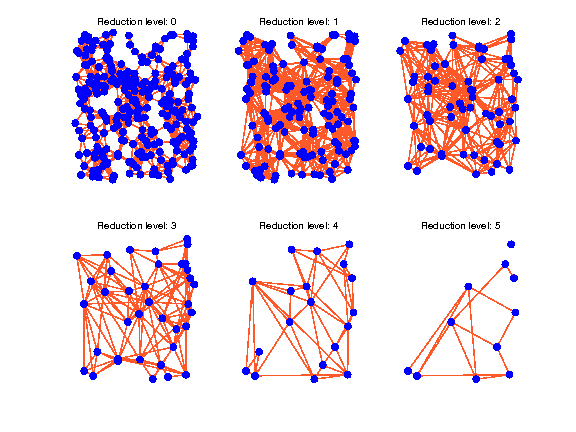 Reduction level: 0
Reduction level: 1
Reduction level: 2
Reduction level: 3
Reduction level: 4
Reduction level: 5